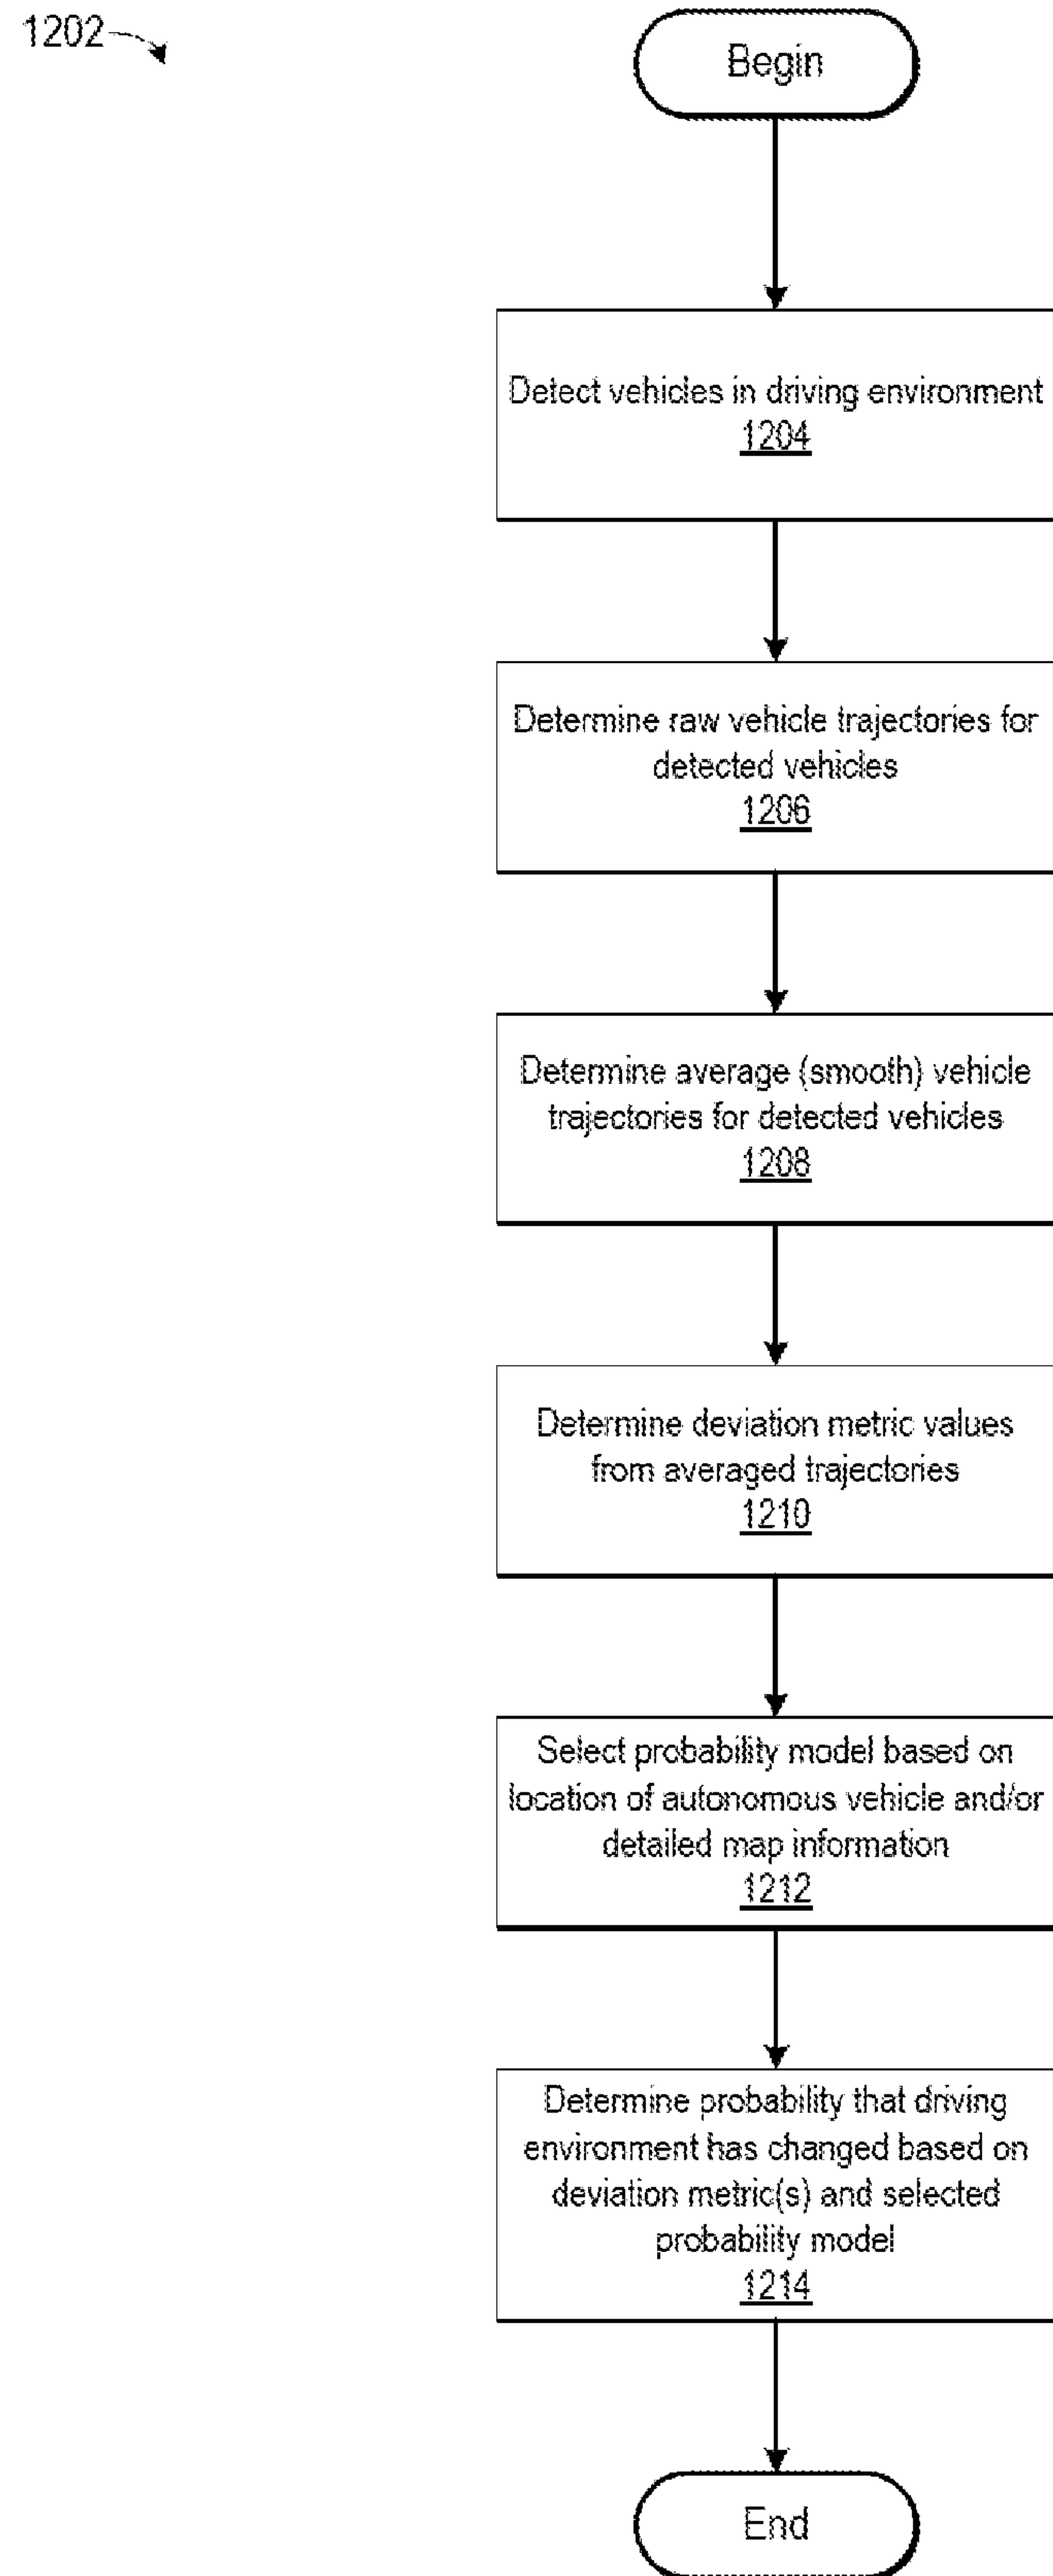 1202
Begin
Detect vehicles in driving environment
1204
Determine raw vehicle trajectories for
detected vehicles
1206
Determine average (smooth) vehicle
trajectories for detected vehicles
1208
Determine deviation metric values
from averaged trajectories
1210
Select probability model based on
location of autonomous vehicle and/or
detailed map information
1212
Determine probability that driving
environment has changed based on
deviation metric(s) and selected
probability model
1214
End